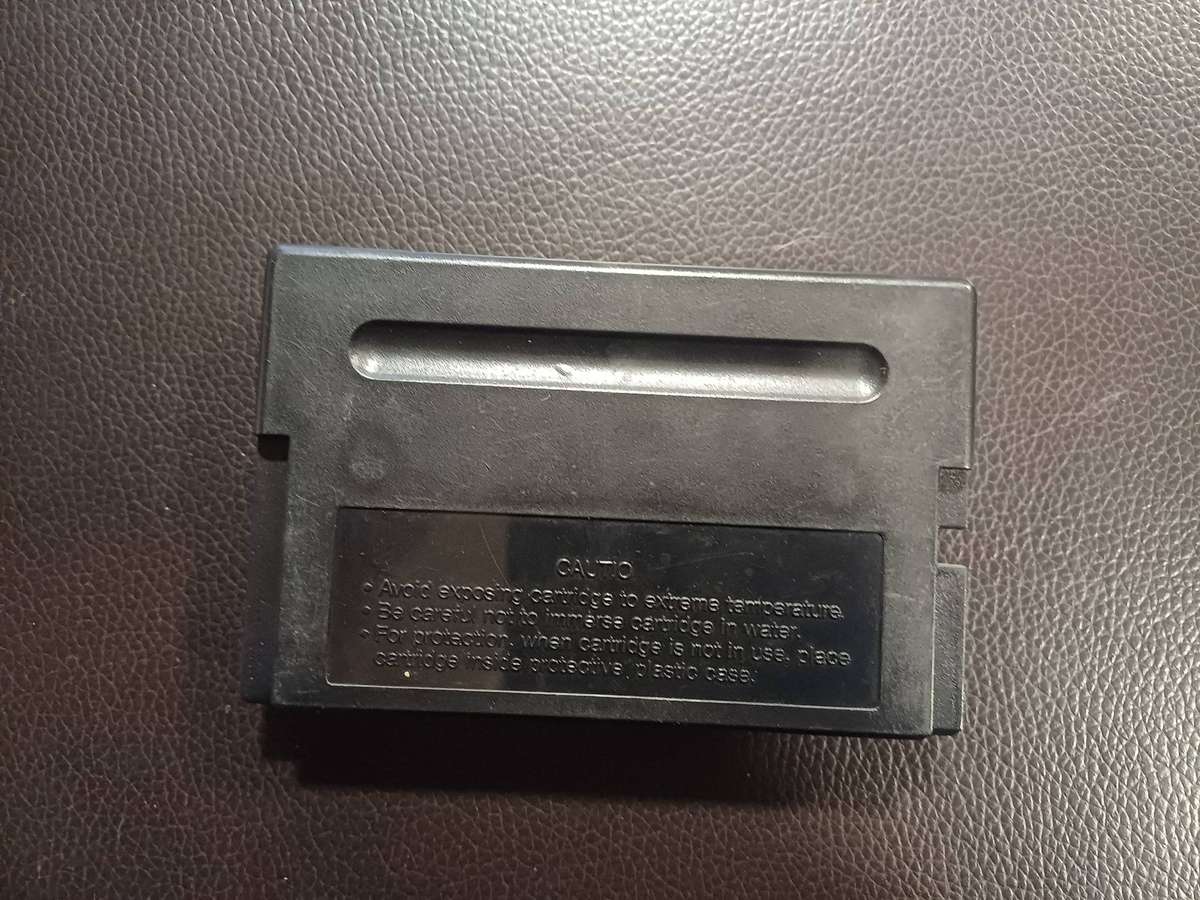 CAUTIO
• Avoid exposing cartridge to extreme temperature.
• Be careful not to immerse cartridge in water.
• For protection, when cartridge is not in use, place
cartridge inside protective, plastic case.